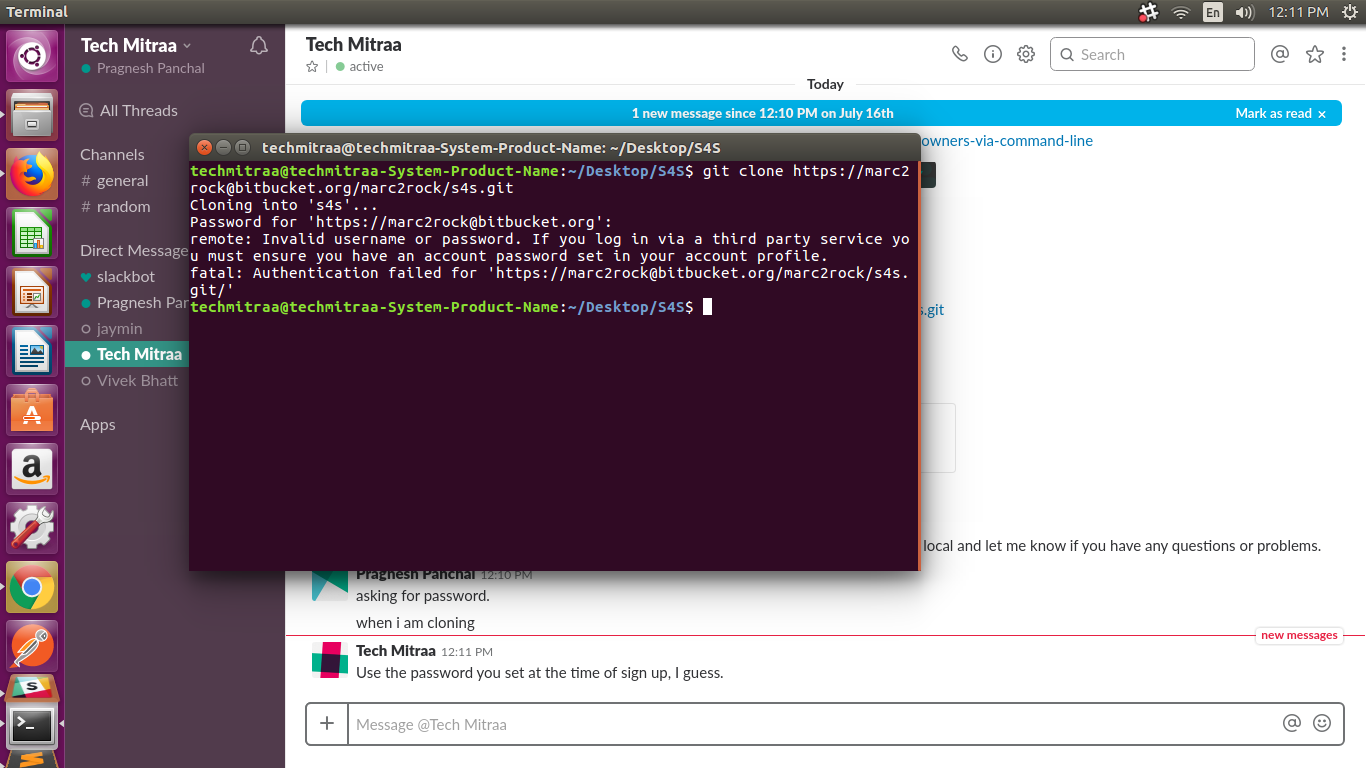 Terminal
En
12:11 PM
Tech Mitraa
Pragnesh Panchal
All Threads
Channels
# general
# random
Direct Message
slackbot
Pragnesh Par
jaymin
Tech Mitraa
Vivek Bhatt
Apps
Tech Mitraa
active
Search
Today
1 new message since 12:10 PM on July 16th
Mark as read ×
owners-via-command-line
techmitraa@techmitraa-System-Product-Name: ~/Desktop/S4S
techmitraa@techmitraa-System-Product-Name:~/Desktop/S4S$ git clone https://marc2
rock@bitbucket.org/marc2rock/s4s.git
Cloning into 's4s'...
Password for 'https://marc2rock@bitbucket.org':
remote: Invalid username or password. If you log in via a third party service yo
u must ensure you have an account password set in your account profile.
fatal: Authentication failed for 'https://marc2rock@bitbucket.org/marc2rock/s4s.
git/'
techmitraa@techmitraa-System-Product-Name:~/Desktop/S4S$
s.git
local and let me know if you have any questions or problems.
Pragnesh Panchal 12:10 PM
asking for password.
when i am cloning
new messages
Tech Mitraa 12:11 PM
Use the password you set at the time of sign up, I guess.
Message @Tech Mitraa